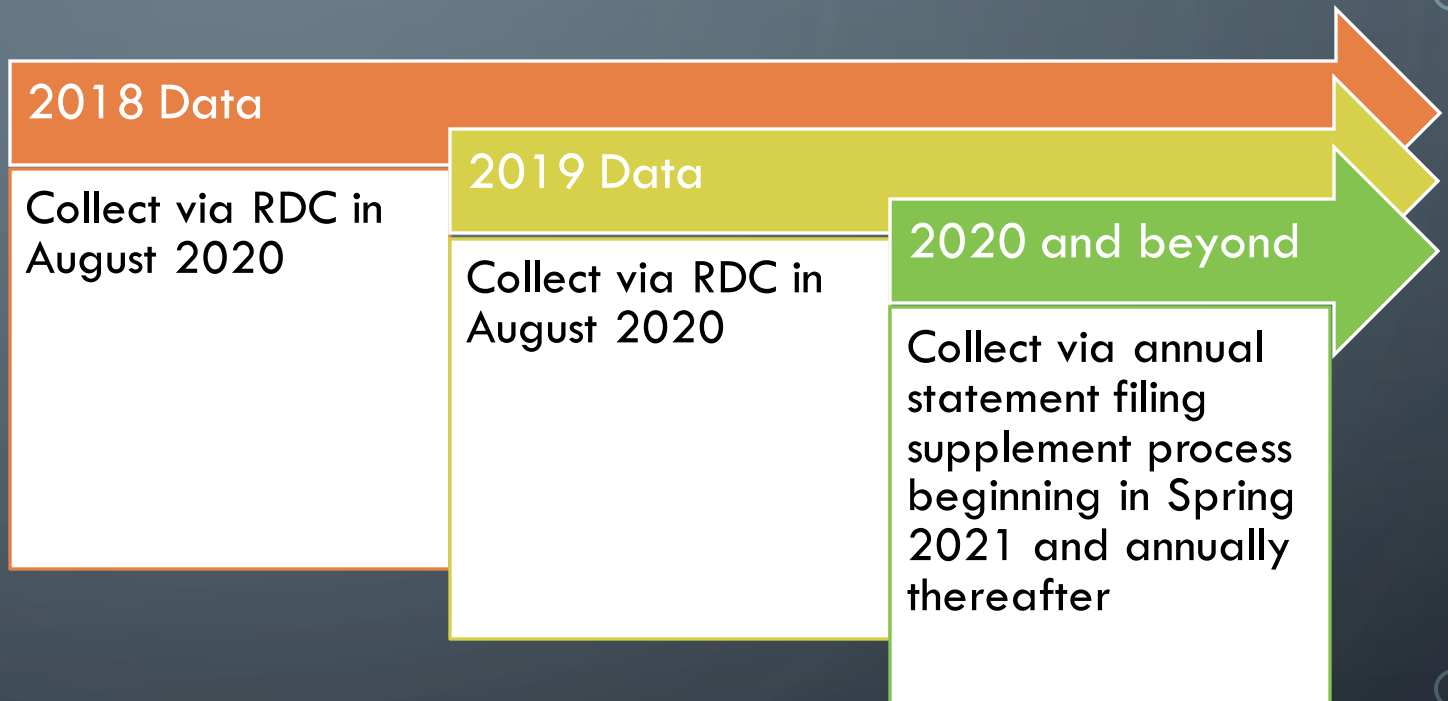 2018 Data
Collect via RDC in
August 2020
2019 Data
Collect via RDC in
August 2020
2020 and beyond
Collect via annual
statement filing
supplement process
beginning in Spring
2021 and annually
thereafter